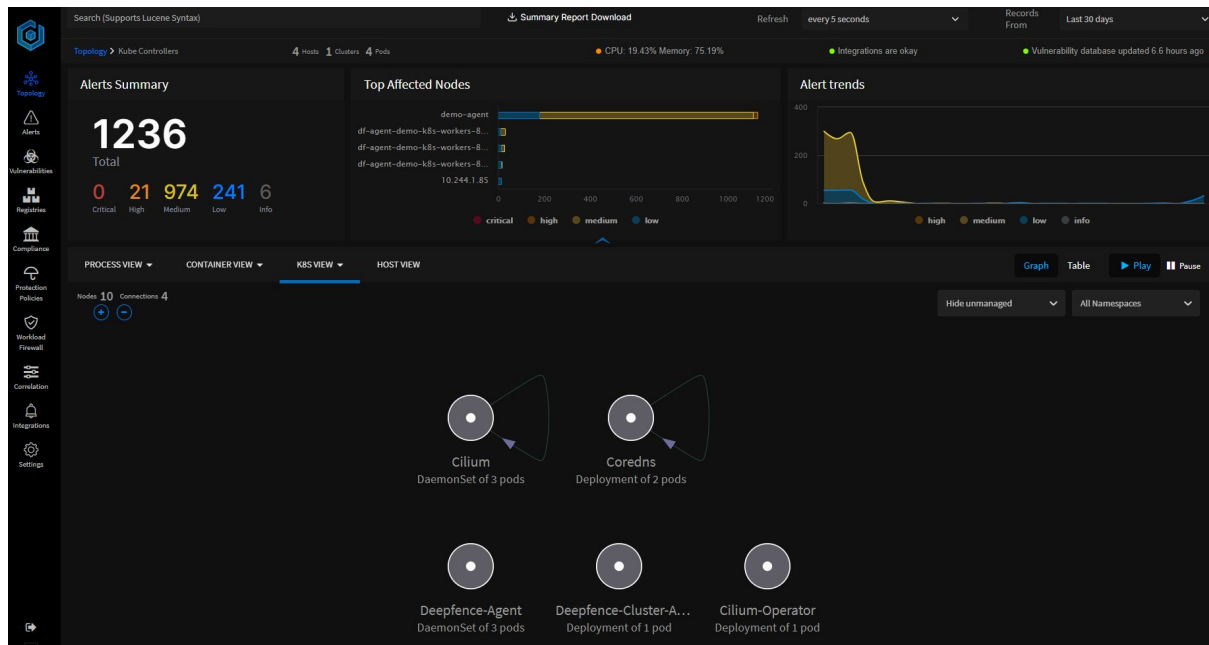 Search (Supports Lucene Syntax)
Summary Report Download
Refresh
every 5 seconds
Records From
Last 30 days
Topology > Kube Controllers
4 Hosts 1 Clusters 4 Pods
CPU: 19.43% Memory: 75.19%
Integrations are okay
Vulnerability database updated 6.6 hours ago
Topology
Alerts
Vulnerabilities
Registries
Compliance
Protection
Policies
Workload
Firewall
Correlation
Integrations
Settings
Alerts Summary
1236
Total
0 21 974 241 6
Critical High Medium Low Info
Top Affected Nodes
demo-agent
df-agent-demo-k8s-workers-8...
df-agent-demo-k8s-workers-8...
df-agent-demo-k8s-workers-8...
10.244.1.85
0 200 400 600 800 1000 1200
critical high medium low
Alert trends
400
200
0
high medium low info
PROCESS VIEW CONTAINER VIEW K8S VIEW HOST VIEW
Graph Table Play Pause
Nodes 10 Connections 4
Hide unmanaged
All Namespaces
Cilium
DaemonSet of 3 pods
Coredns
Deployment of 2 pods
Deepfence-Agent
DaemonSet of 3 pods
Deepfence-Cluster-A...
Deployment of 1 pod
Cilium-Operator
Deployment of 1 pod